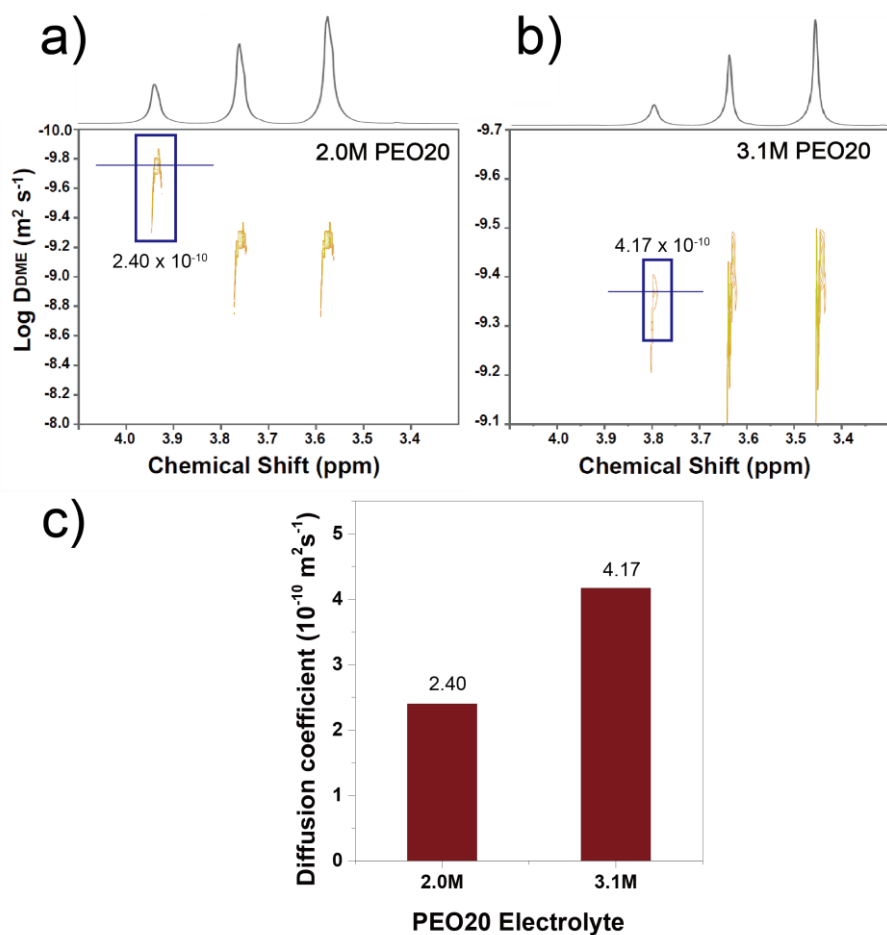 a)
2.0M PEO20
2.40 x 10⁻¹⁰
Log Dᴰᴹᴱ (m² s⁻¹)
-10.0
-9.8
-9.6
-9.4
-9.2
-9.0
-8.8
-8.6
-8.4
-8.2
-8.0
4.0 3.9 3.8 3.7 3.6 3.5 3.4
Chemical Shift (ppm)
b)
3.1M PEO20
4.17 x 10⁻¹⁰
-9.7
-9.6
-9.5
-9.4
-9.3
-9.2
-9.1
4.0 3.9 3.8 3.7 3.6 3.5 3.4
Chemical Shift (ppm)
c)
Diffusion coefficient (10⁻¹⁰ m²s⁻¹)
5
4
3
2
1
0
2.40
4.17
2.0M 3.1M
PEO20 Electrolyte